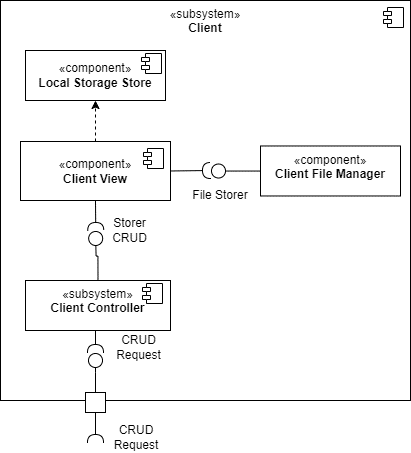 «subsystem»
Client
«component»
Local Storage Store
«component»
Client View
«component»
Client File Manager
File Storer
Storer
CRUD
«subsystem»
Client Controller
CRUD
Request
CRUD
Request